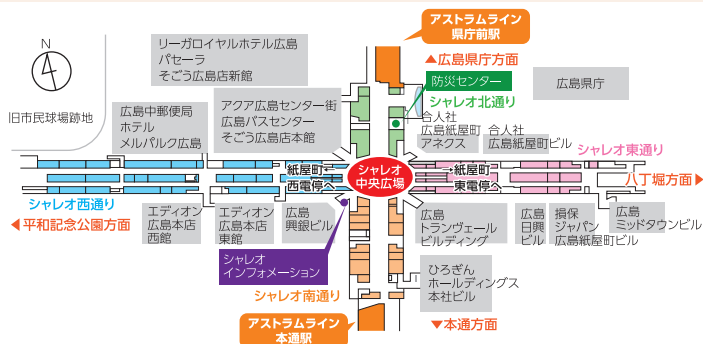 アストラムライン
県庁前駅
▲広島県庁方面
N
旧市民球場跡地
リーガロイヤルホテル広島
パセーラ
そごう広島店新館
防災センター
広島県庁
シャレオ北通り
広島中郵便局
ホテル
メルパルク広島
アクア広島センター街
広島バスセンター
そごう広島店本館
合人社
広島紙屋町
アネクス
合人社
広島紙屋町ビル
シャレオ東通り
紙屋町
西電停へ
シャレオ
中央広場
紙屋町
東電停へ
八丁堀方面▶
シャレオ西通り
◀平和記念公園方面
エディオン
広島本店
西館
エディオン
広島本店
東館
広島
興銀ビル
広島
トランヴェール
ビルディング
広島
日興
ビル
損保
ジャパン
広島紙屋町ビル
広島
ミッドタウンビル
シャレオ
インフォメーション
シャレオ南通り
ひろぎん
ホールディングス
本社ビル
アストラムライン
本通駅
▼本通方面